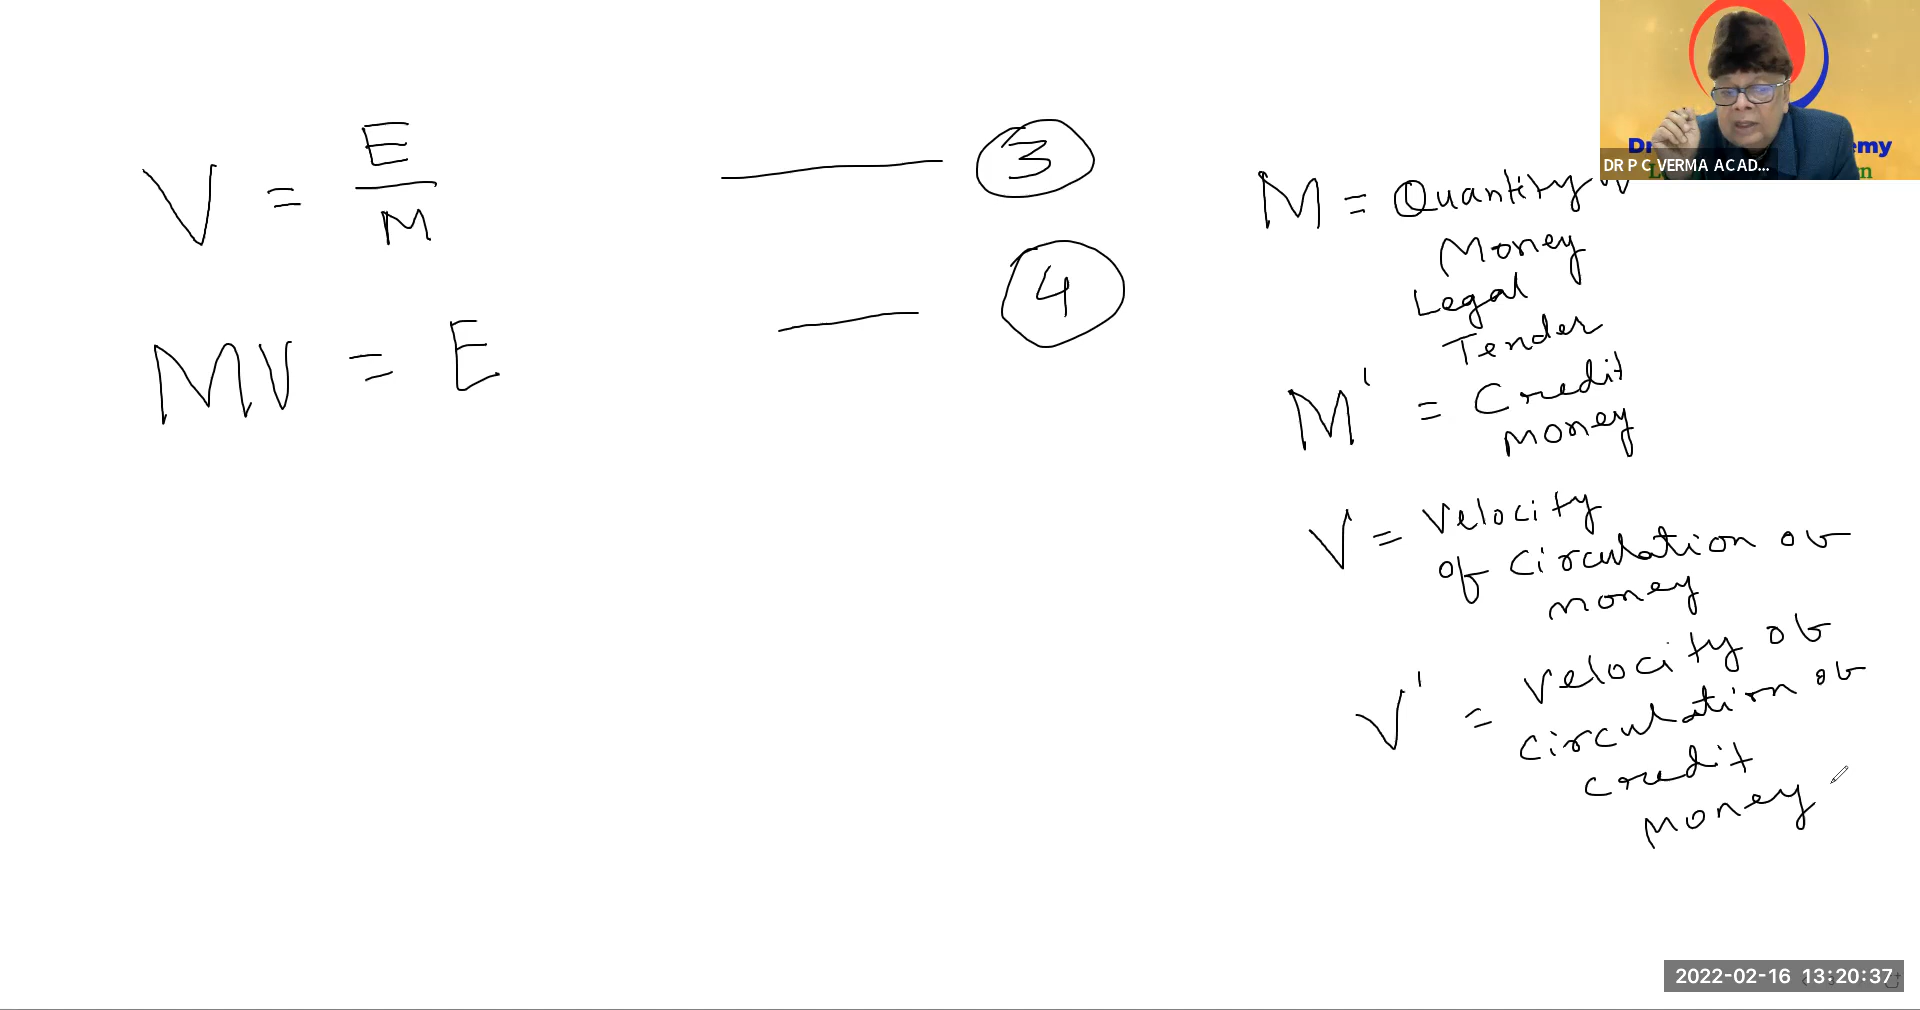 V = E/M ——— 3
MV = E —— 4
M = Quantity
Money
Legal
Tender
M' = Credit
money
V = Velocity
of circulation of
money
V' = Velocity of
circulation of
credit
money
DR P C VERMA ACAD...
2022-02-16 13:20:37